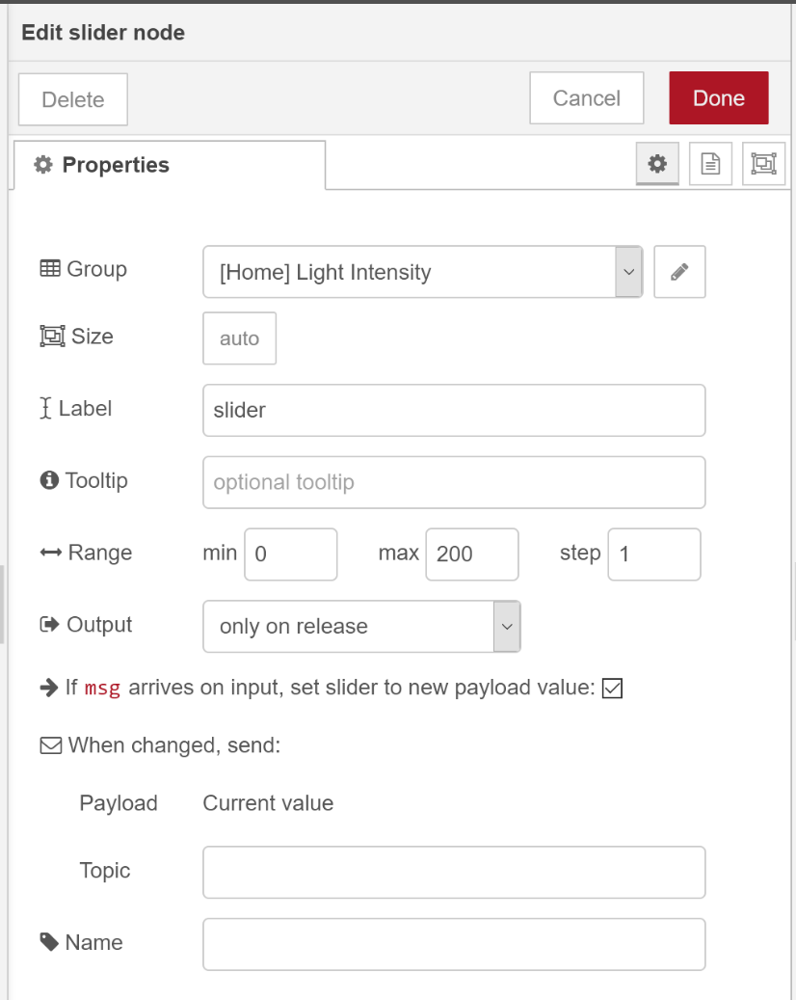 Edit slider node
Delete Cancel Done
Properties
Group [Home] Light Intensity
Size auto
Label slider
Tooltip optional tooltip
Range min 0 max 200 step 1
Output only on release
If msg arrives on input, set slider to new payload value:
When changed, send:
Payload Current value
Topic
Name